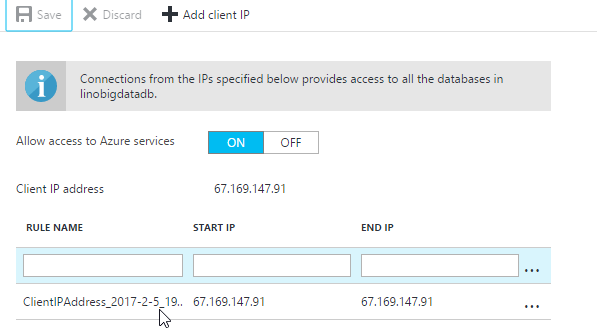 Save Discard Add client IP
Connections from the IPs specified below provides access to all the databases in
linobigdatadb.
Allow access to Azure services ON OFF
Client IP address 67.169.147.91
RULE NAME START IP END IP
...
ClientIPAddress_2017-2-5_19.. 67.169.147.91 67.169.147.91 ...